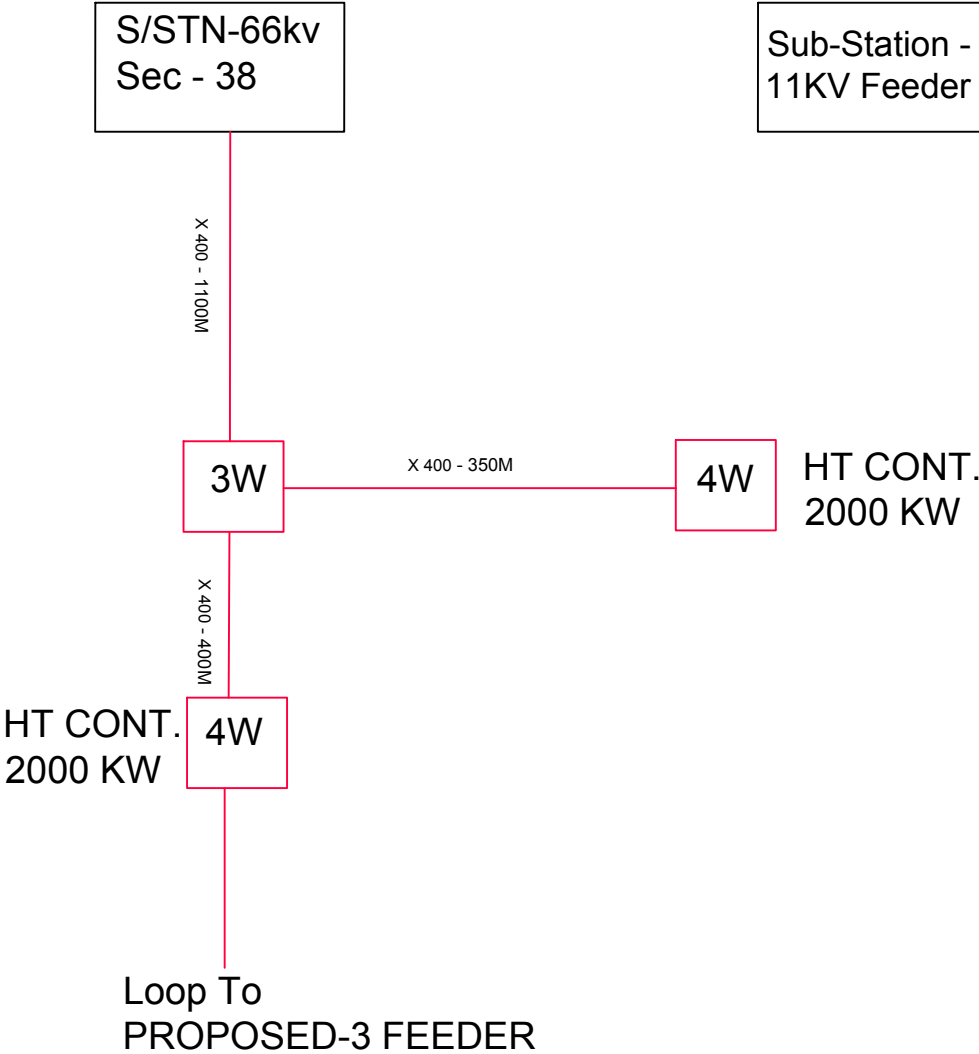 S/STN-66kv
Sec - 38
Sub-Station -
11KV Feeder
X 400 - 1100M
3W
X 400 - 350M
4W
HT CONT.
2000 KW
X 400 - 400M
HT CONT.
2000 KW
4W
Loop To
PROPOSED-3 FEEDER